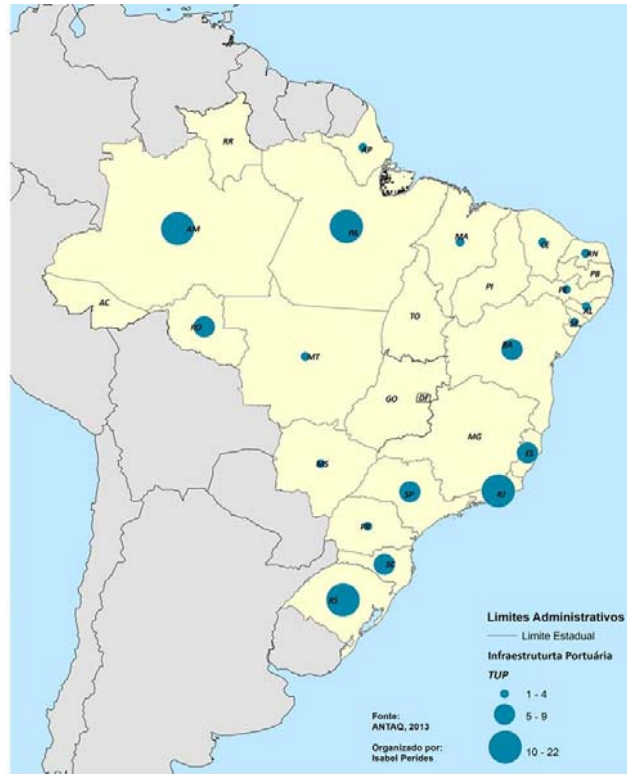 RR
AP
AM
PA
MA
CE
RN
PB
PI
PE
AL
AC
TO
RO
SE
BA
MT
GO
DF
MG
MS
ES
SP
RJ
PR
SC
RS
Limites Administrativos
Limite Estadual
Infraestruturta Portuária
TUP
1 - 4
5 - 9
10 - 22
Fonte:
ANTAQ, 2013
Organizado por:
Isabel Perides